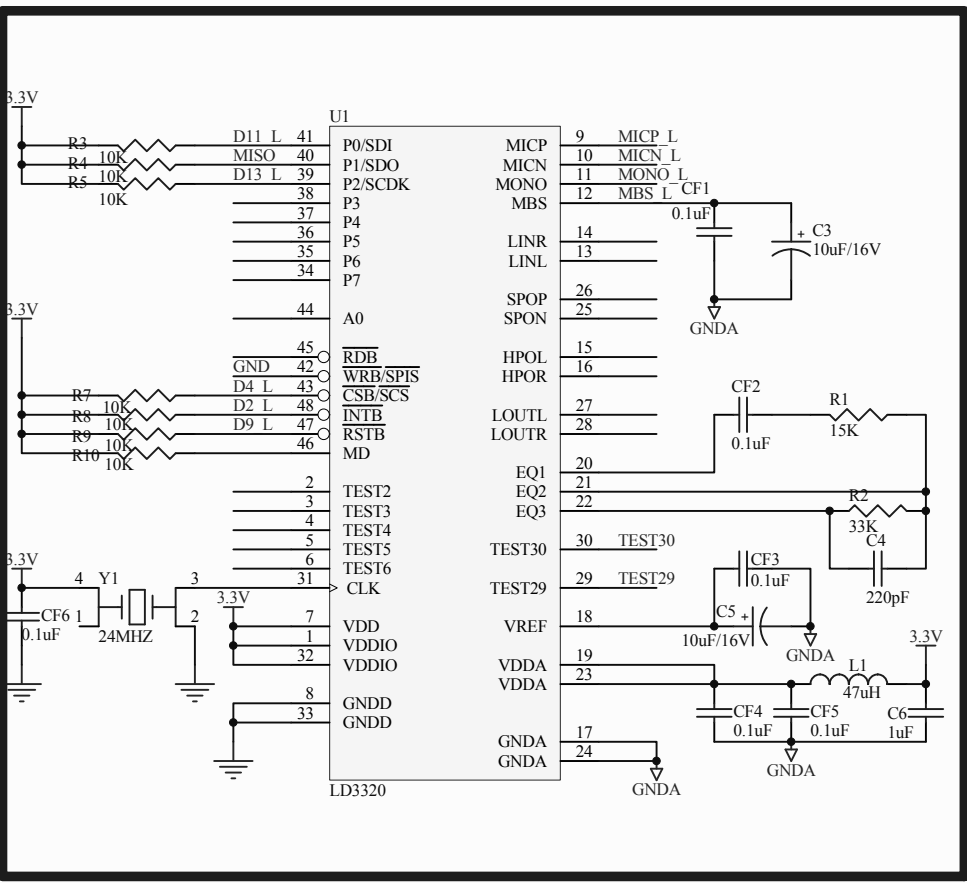 3.3V
U1
R3
10K
D11_L 41 P0/SDI
R4
10K
MISO 40 P1/SDO
R5
10K
D13_L 39 P2/SCDK
38 P3
37 P4
36 P5
35 P6
34 P7
44 A0
3.3V
45 RDB
GND 42 WRB/SPIS
R7
10K
D4_L 43 CSB/SCS
R8
10K
D2_L 48 INTB
R9
10K
D9_L 47 RSTB
R10
10K
46 MD
2 TEST2
3 TEST3
4 TEST4
5 TEST5
6 TEST6
3.3V
4 Y1 3
31 CLK
CF6
0.1uF
1
24MHZ
2
3.3V
7 VDD
1 VDDIO
32 VDDIO
8 GNDD
33 GNDD
LD3320
MICP 9 MICP_L
MICN 10 MICN_L
MONO 11 MONO_L
MBS 12 MBS_L
CF1
0.1uF
C3
+
10uF/16V
GNDA
LINR 14
LINL 13
SPOP 26
SPON 25
HPOL 15
HPOR 16
LOUTL 27
LOUTR 28
CF2
0.1uF
R1
15K
EQ1 20
EQ2 21
EQ3 22
R2
33K
C4
220pF
TEST30 30 TEST30
TEST29 29 TEST29
CF3
0.1uF
VREF 18
C5
+
10uF/16V
GNDA
VDDA 19
VDDA 23
3.3V
L1
47uH
CF4
0.1uF
CF5
0.1uF
C6
1uF
GNDA
GNDA 17
GNDA 24
GNDA